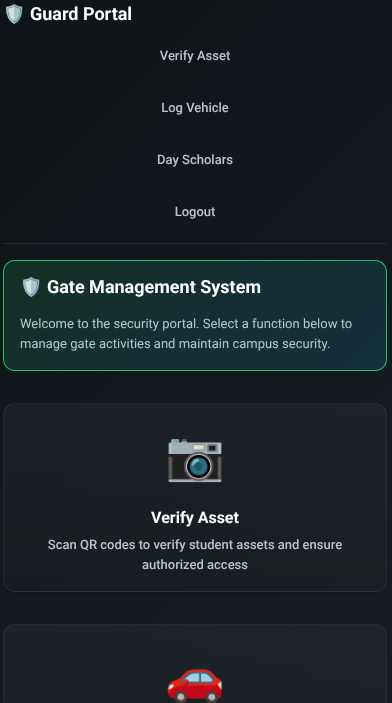 Guard Portal
Verify Asset
Log Vehicle
Day Scholars
Logout
Gate Management System
Welcome to the security portal. Select a function below to
manage gate activities and maintain campus security.
Verify Asset
Scan QR codes to verify student assets and ensure
authorized access